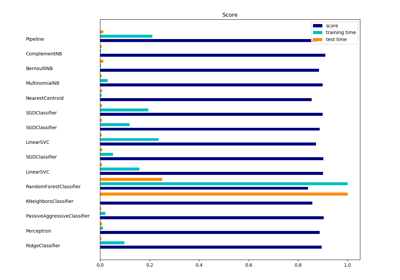 Score
score
training time
test time
Pipeline
ComplementNB
BernoulliNB
MultinomialNB
NearestCentroid
SGDClassifier
SGDClassifier
LinearSVC
SGDClassifier
LinearSVC
RandomForestClassifier
KNeighborsClassifier
PassiveAggressiveClassifier
Perceptron
RidgeClassifier
0.0 0.2 0.4 0.6 0.8 1.0